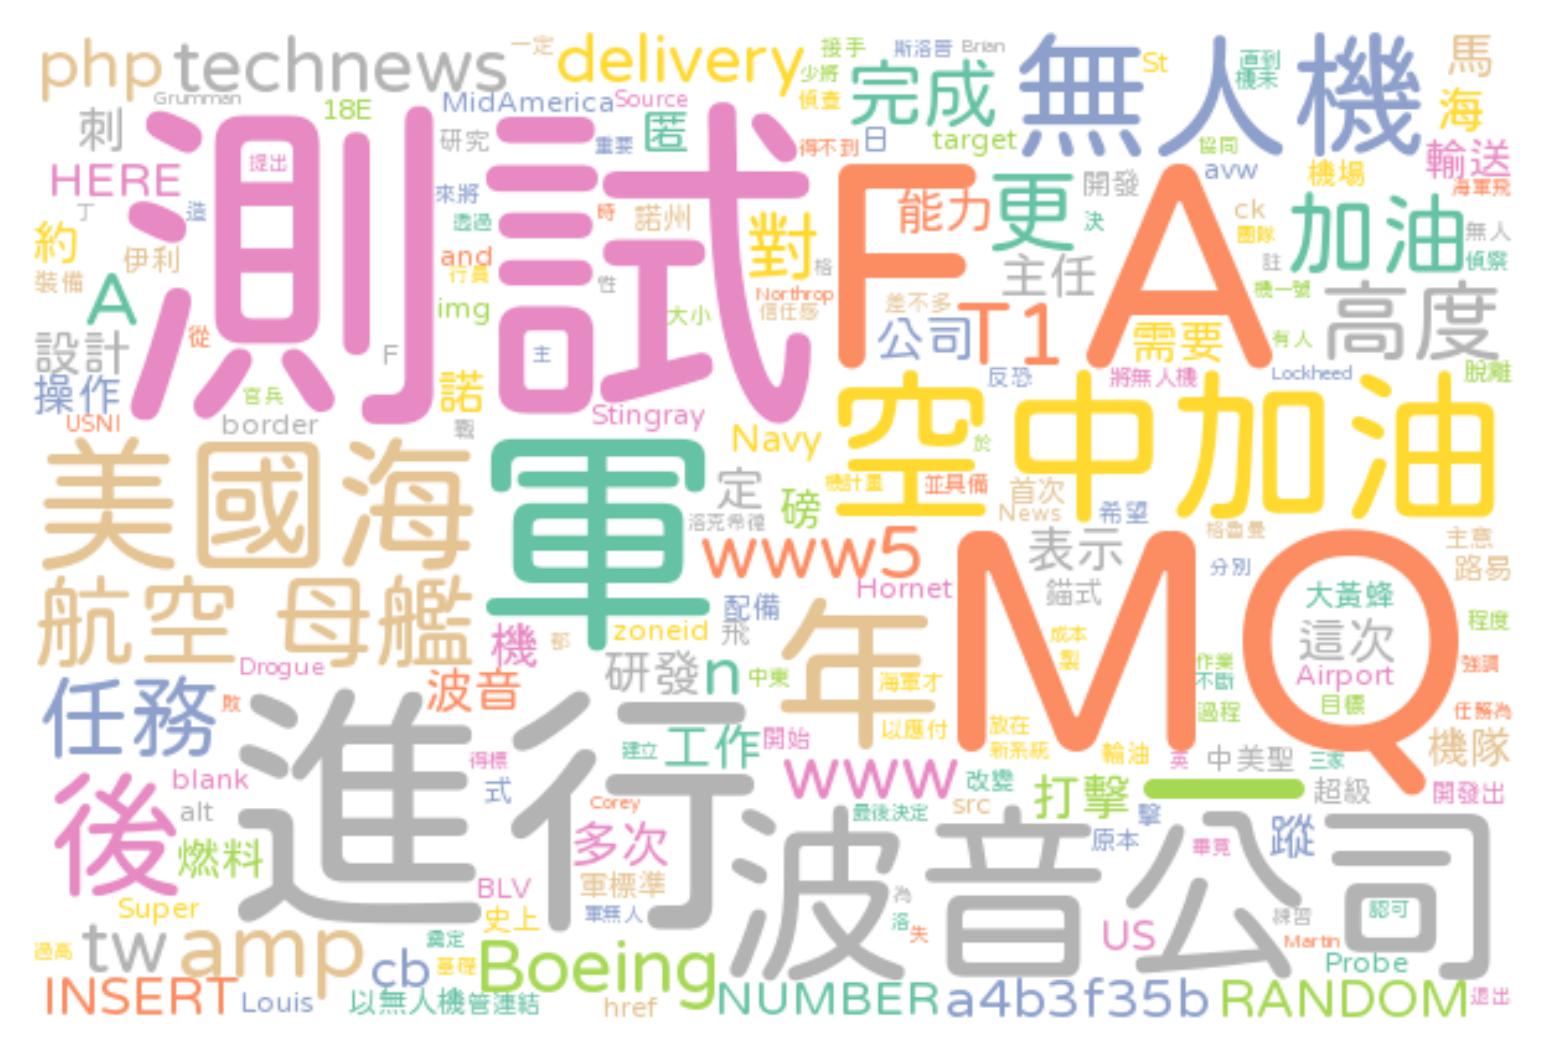 php technews 一定 delivery 接手 斯洛普 Brian 無人機 St 直到 機未 馬
Grumman 18E MidAmerica Source 少將 偵查 完成 海
刺 測試 提出 研究 重要 匿 得不到 日 target 協同 輸送
HERE 來將 avw 機場 海軍飛
丁 造 透過 時 諾州 對 FA 能力 更 開發 決 ck 團隊 加油 無人
約 伊利 and 行員 性 格 主任 註 偵察
裝備 A img 大小 Northrop 信任感 差不多 機一號 高度
設計 從 F 主 公司 T1 需要 有人
操作 官兵 諾 反恐 將無人機 Lockheed 脫離
USNI border 戰 Stingray Navy 空中加油 於
美國海 軍 定 磅 機計畫 並具備 首次
洛克希德 News 希望 格魯曼 主意
www5 表示 MQ 分別 路易
航空 母艦 Hornet 錨式 大黃蜂
機 部 zoneid 配備 飛 年 成本 製 這次 程度
Drogue 波音 研發 n 中東 海軍才 作業 不斷 Airport 強調
任務 敗 進行 以應付 放在 過程 目標 任務為
建立 工作 開始 新系統 輸油 英 中美聖 三家 機隊
後 blank 得標 式 www 改變 打擊 一 超級 開發出
alt Corey 最後決定 src 擊
燃料 多次 波音公司 原本 畢竟 蹤
BLV 軍標準 為 練習 認可
Super 史上 軍無人 洛 失 US Martin
過高 tw amp cb 奠定 基礎 Boeing Probe
INSERT Louis 以無人機 管 連結 href NUMBER a4b3f35b RANDOM 退出